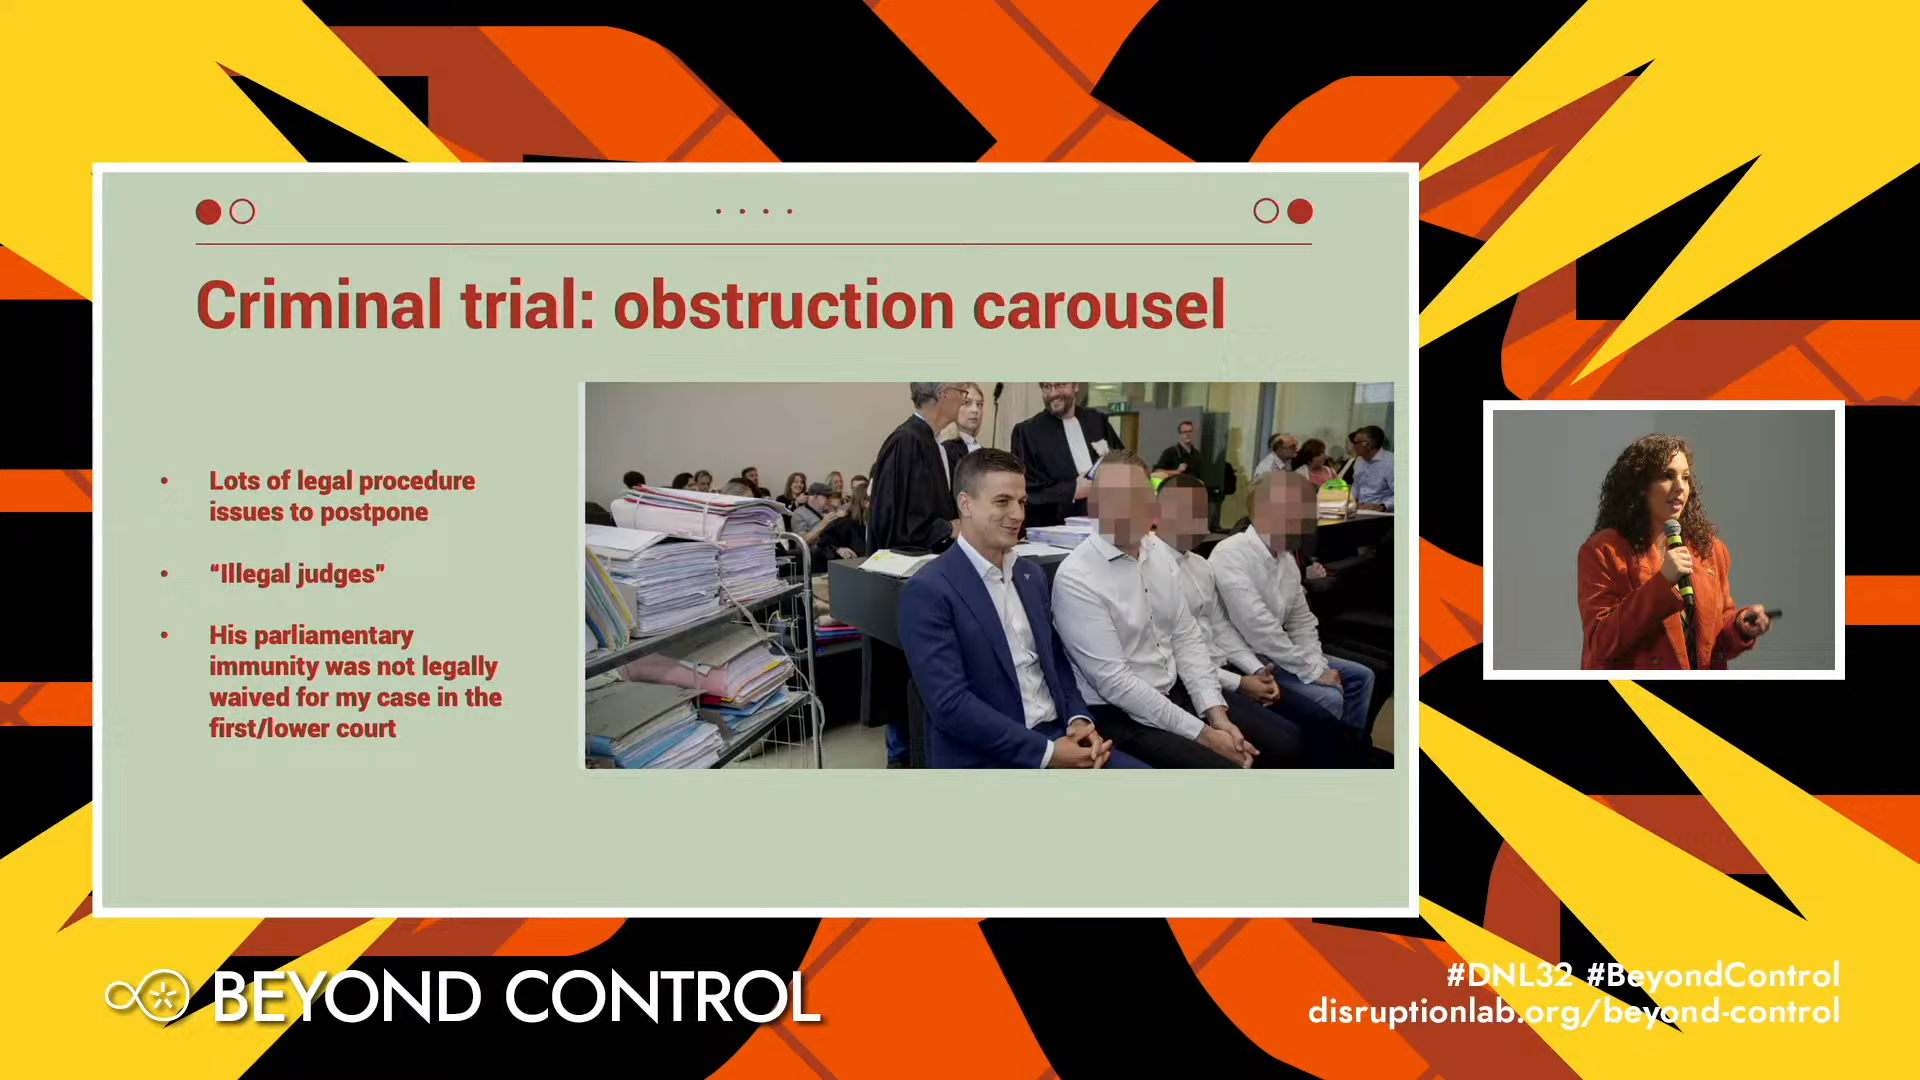 Criminal trial: obstruction carousel
• Lots of legal procedure
issues to postpone
• “Illegal judges”
• His parliamentary
immunity was not legally
waived for my case in the
first/lower court
BEYOND CONTROL
#DNL32 #BeyondControl
disruptionlab.org/beyond-control